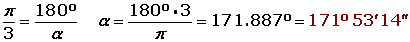 π/3 = 180º/α α = 180º·3/π = 171.887º = 171º 53′ 14″